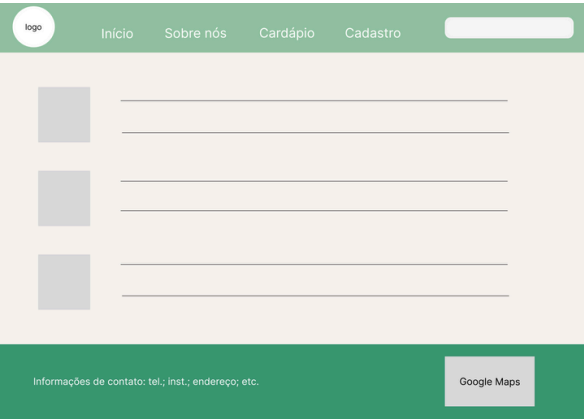 logo
Início
Sobre nós
Cardápio
Cadastro
Informações de contato: tel.; inst.; endereço; etc.
Google Maps